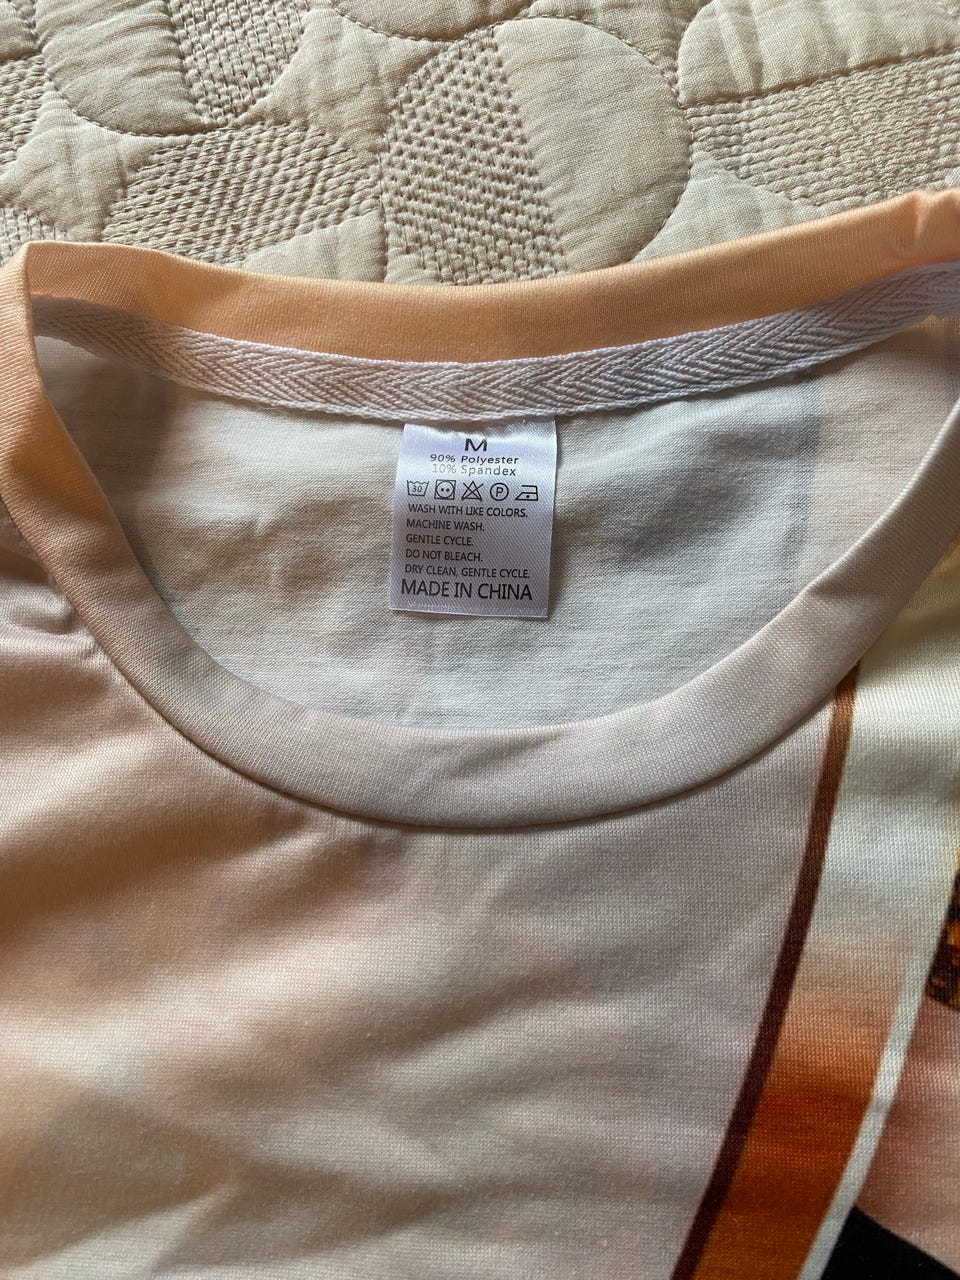 M
90% Polyester
10% Spandex
30 P
WASH WITH LIKE COLORS.
MACHINE WASH.
GENTLE CYCLE.
DO NOT BLEACH.
DRY CLEAN, GENTLE CYCLE.
MADE IN CHINA